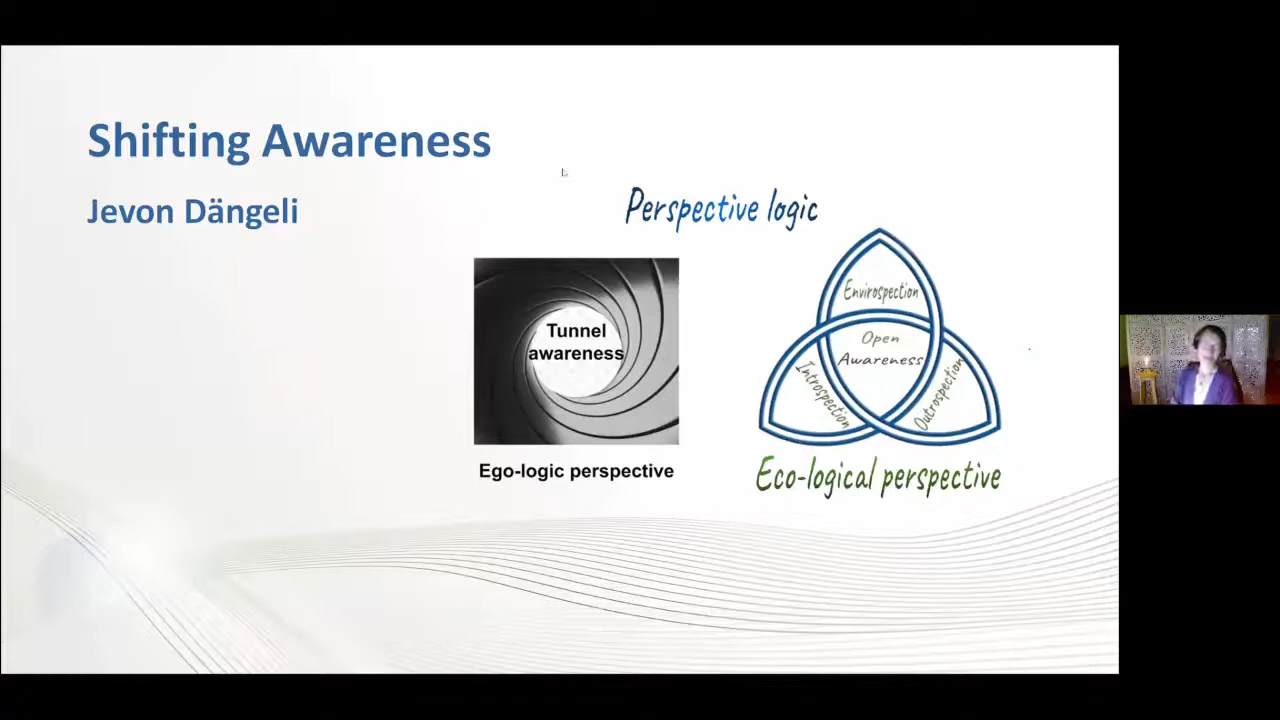 Shifting Awareness
Jevon Dängeli
Perspective logic
Tunnel
awareness
Ego-logic perspective
Envirospection
Open
Awareness
Introspection
Outrospection
Eco-logical perspective